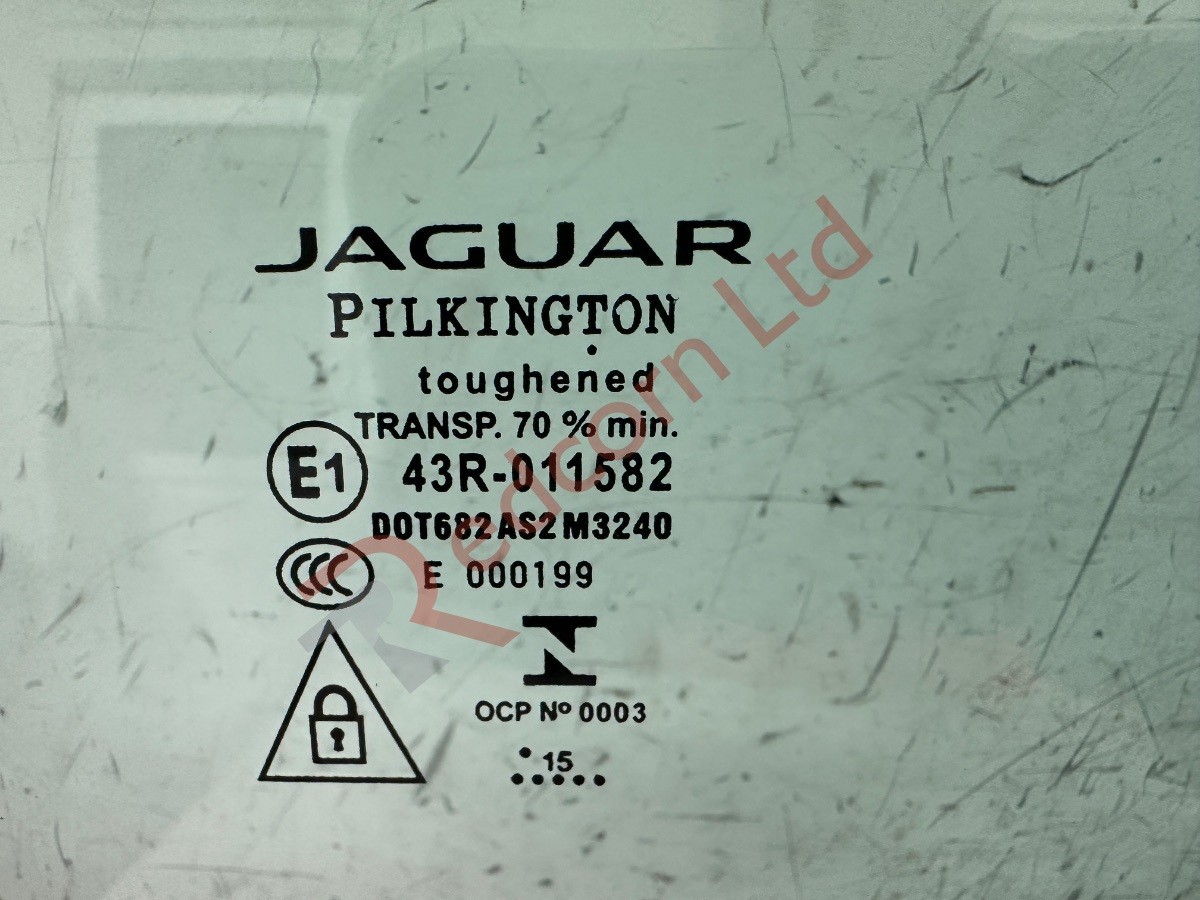 JAGUAR
PILKINGTON
toughened
TRANSP. 70 % min.
E1 43R-011582
DOT682 AS2 M3240
CCC E 000199
OCP Nº 0003
15
Redcorn Ltd